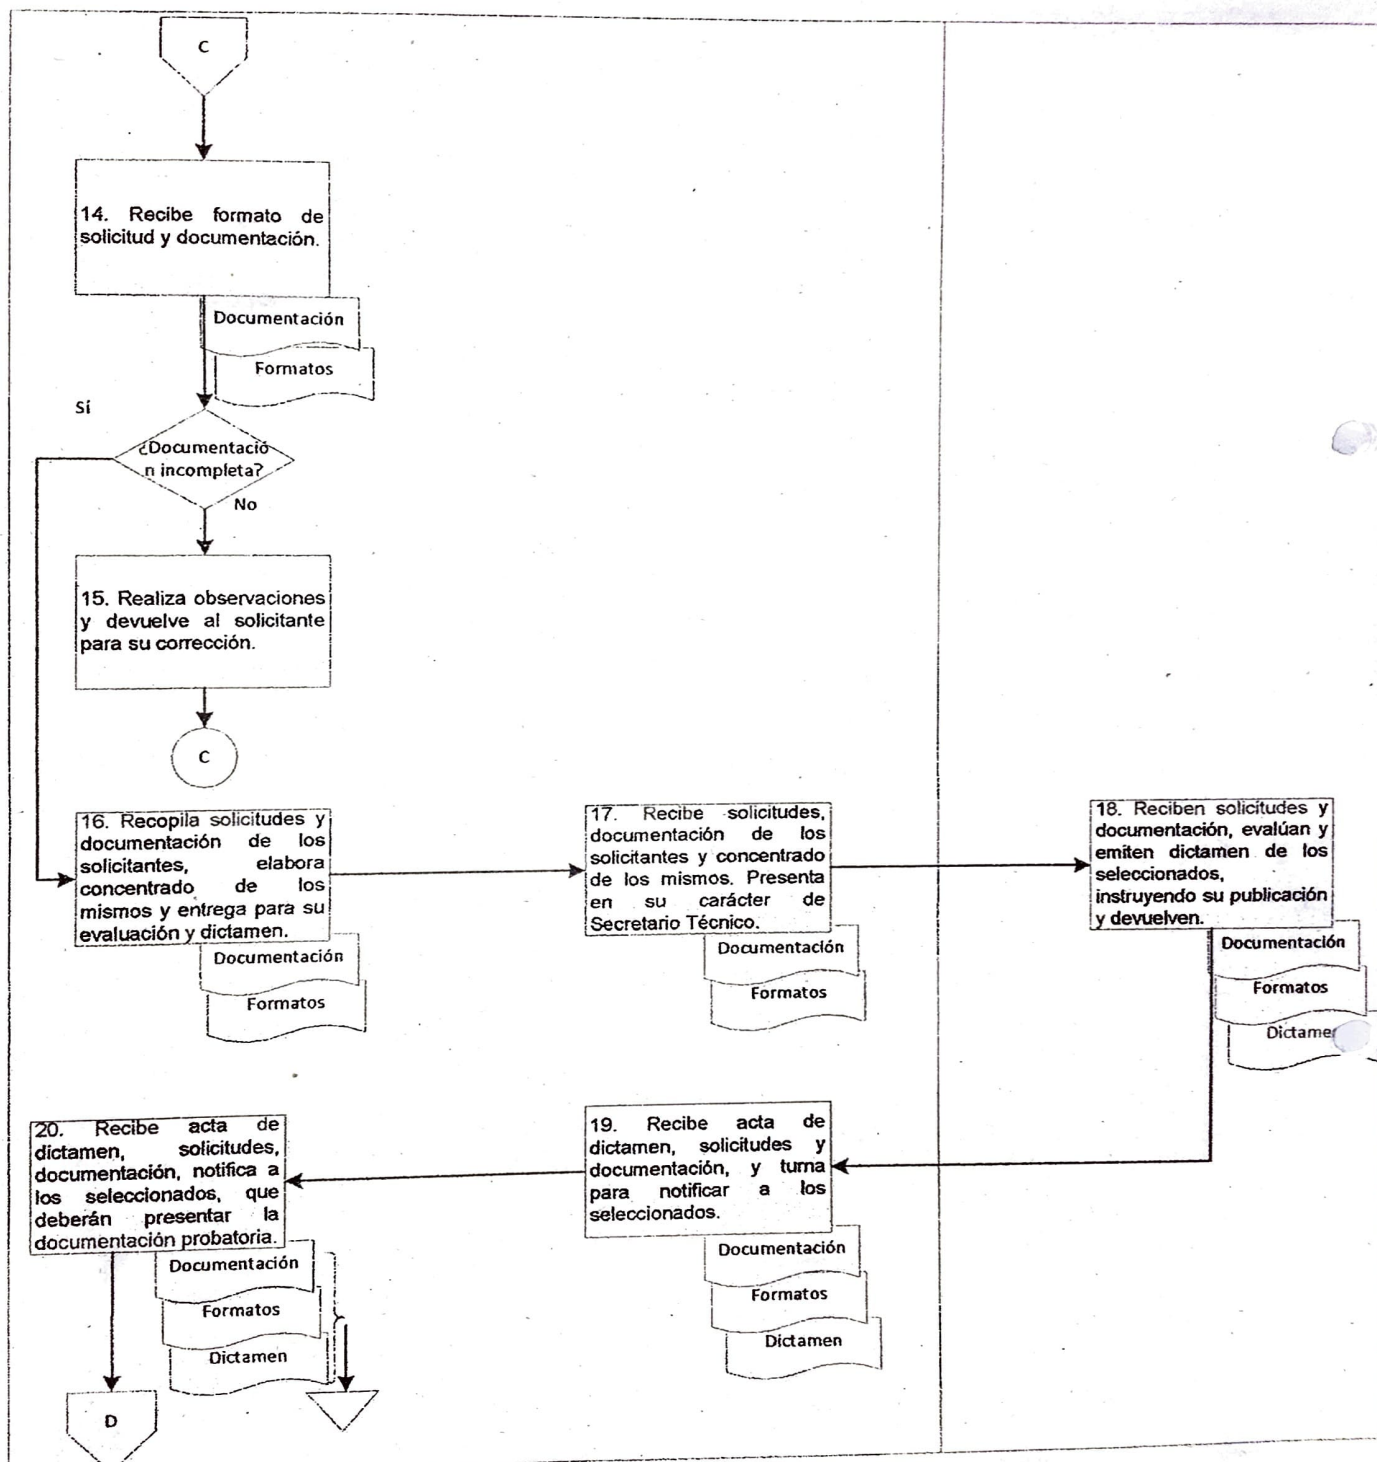 C
14. Recibe formato de
solicitud y documentación.
Documentación
Formatos
Sí
¿Documentació
n incompleta?
No
15. Realiza observaciones
y devuelve al solicitante
para su corrección.
C
16. Recopila solicitudes y
documentación de los
solicitantes, elabora
concentrado de los
mismos y entrega para su
evaluación y dictamen.
Documentación
Formatos
17. Recibe solicitudes,
documentación de los
solicitantes y concentrado
de los mismos. Presenta
en su carácter de
Secretario Técnico.
Documentación
Formatos
18. Reciben solicitudes y
documentación, evalúan y
emiten dictamen de los
seleccionados,
instruyendo su publicación
y devuelven.
Documentación
Formatos
Dictamen
19. Recibe acta de
dictamen, solicitudes y
documentación, y turna
para notificar a los
seleccionados.
Documentación
Formatos
Dictamen
20. Recibe acta de
dictamen, solicitudes,
documentación, notifica a
los seleccionados, que
deberán presentar la
documentación probatoria.
Documentación
Formatos
Dictamen
D